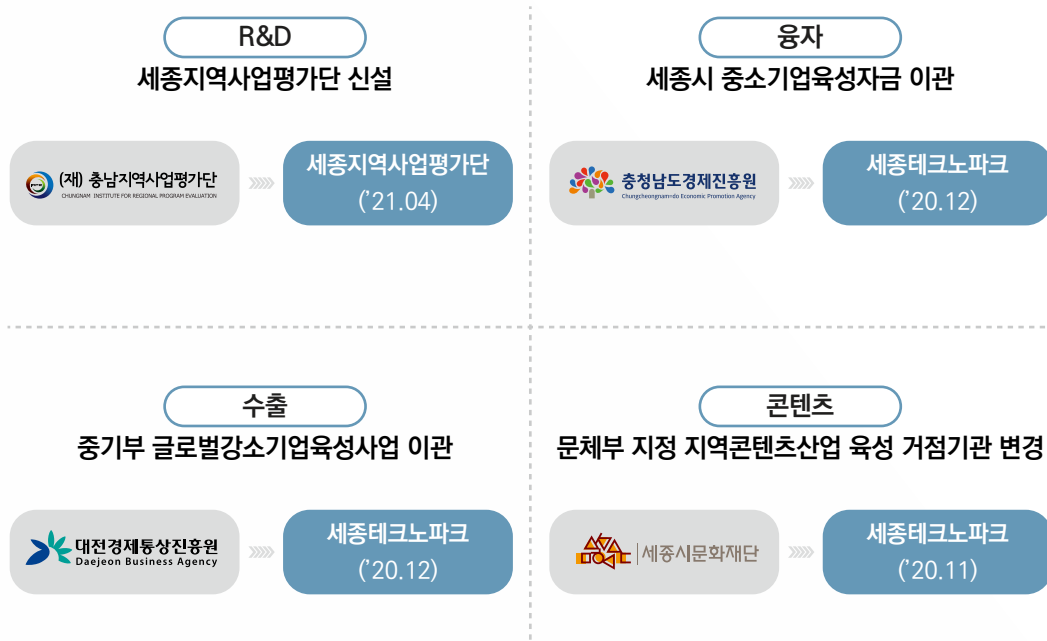 R&D
세종지역사업평가단 신설
(재) 충남지역사업평가단
CHUNGNAM INSTITUTE FOR REGIONAL PROGRAM EVALUATION
세종지역사업평가단
('21.04)
융자
세종시 중소기업육성자금 이관
충청남도경제진흥원
Chungcheongnam-do Economic Promotion Agency
세종테크노파크
('20.12)
수출
중기부 글로벌강소기업육성사업 이관
대전경제통상진흥원
Daejeon Business Agency
세종테크노파크
('20.12)
콘텐츠
문체부 지정 지역콘텐츠산업 육성 거점기관 변경
세종시문화재단
세종테크노파크
('20.11)